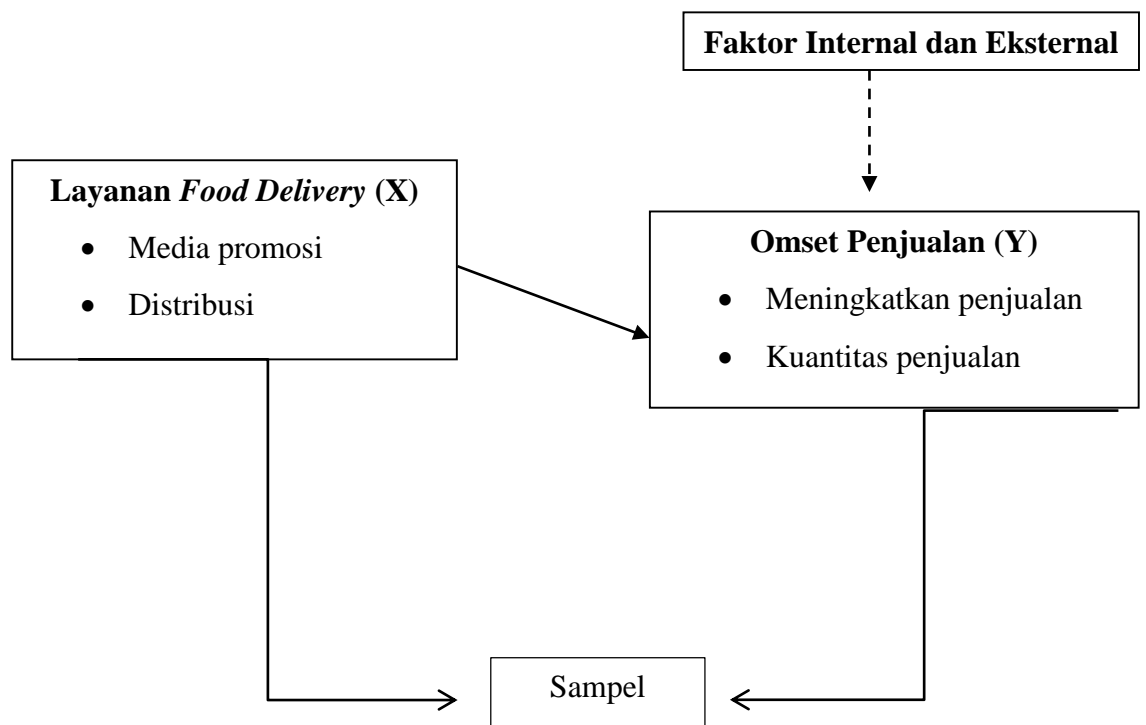 Faktor Internal dan Eksternal
Layanan Food Delivery (X)
• Media promosi
• Distribusi
Omset Penjualan (Y)
• Meningkatkan penjualan
• Kuantitas penjualan
Sampel